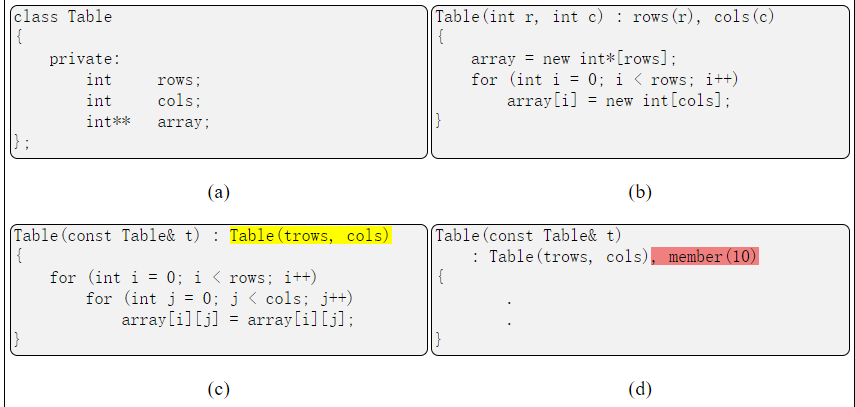 class Table
{
    private:
        int     rows;
        int     cols;
        int**   array;
};
(a)
Table(int r, int c) : rows(r), cols(c)
{
    array = new int*[rows];
    for (int i = 0; i < rows; i++)
        array[i] = new int[cols];
}
(b)
Table(const Table& t) : Table(trows, cols)
{
    for (int i = 0; i < rows; i++)
        for (int j = 0; j < cols; j++)
            array[i][j] = array[i][j];
}
(c)
Table(const Table& t)
    : Table(trows, cols), member(10)
{
        .
        .
}
(d)